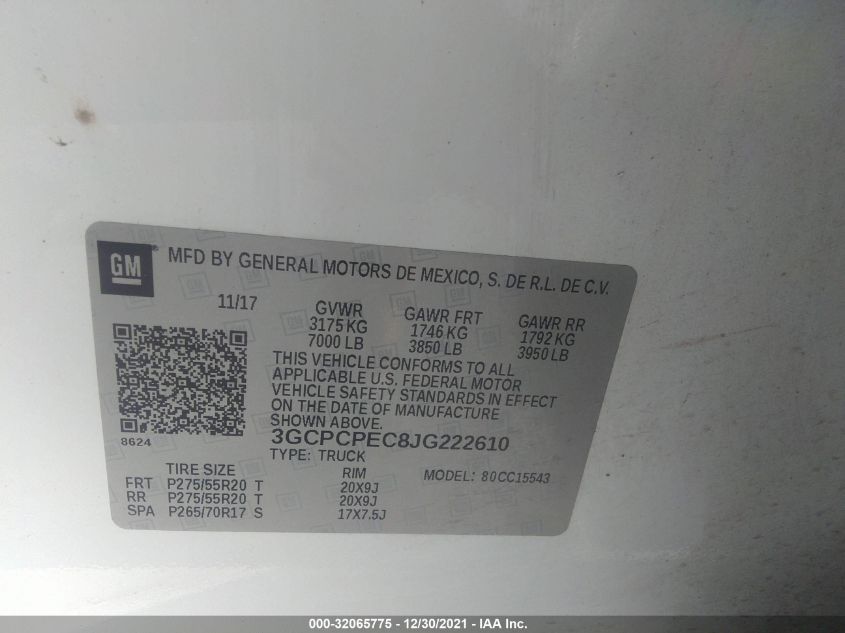 GM ® MFD BY GENERAL MOTORS DE MEXICO, S. DE R.L. DE C.V.
11/17 GVWR GAWR FRT GAWR RR
3175 KG 1746 KG 1792 KG
7000 LB 3850 LB 3950 LB
THIS VEHICLE CONFORMS TO ALL
APPLICABLE U.S. FEDERAL MOTOR
VEHICLE SAFETY STANDARDS IN EFFECT
ON THE DATE OF MANUFACTURE
SHOWN ABOVE.
8624 3GCPCPEC8JG222610
TYPE: TRUCK
TIRE SIZE RIM MODEL: 80CC15543
FRT P275/55R20 T 20X9J
RR P275/55R20 T 20X9J
SPA P265/70R17 S 17X7.5J
000-32065775 - 12/30/2021 - IAA Inc.